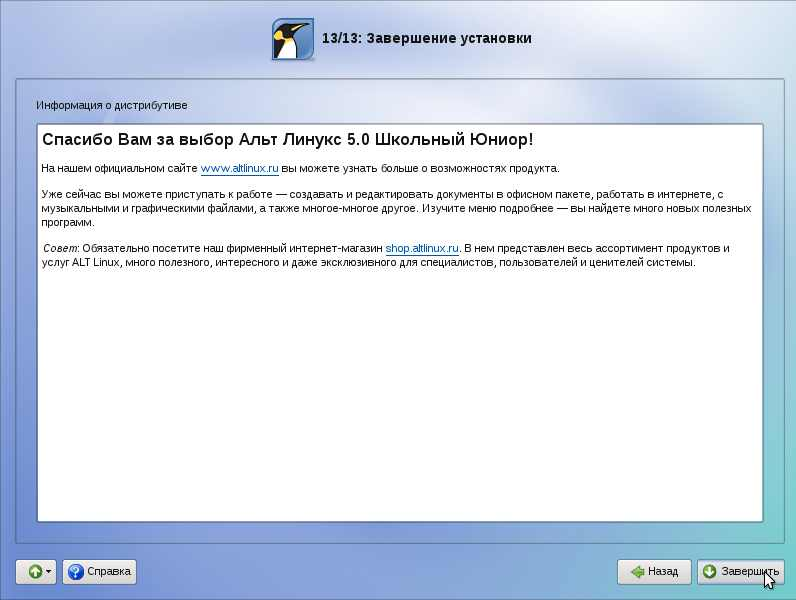 13/13: Завершение установки
Информация о дистрибутиве
Спасибо Вам за выбор Альт Линукс 5.0 Школьный Юниор!
На нашем официальном сайте www.altlinux.ru вы можете узнать больше о возможностях продукта.
Уже сейчас вы можете приступать к работе — создавать и редактировать документы в офисном пакете, работать в интернете, с
музыкальными и графическими файлами, а также многое-многое другое. Изучите меню подробнее — вы найдете много новых полезных
программ.
Совет: Обязательно посетите наш фирменный интернет-магазин shop.altlinux.ru. В нем представлен весь ассортимент продуктов и
услуг ALT Linux, много полезного, интересного и даже эксклюзивного для специалистов, пользователей и ценителей системы.
Справка
Назад
Завершить